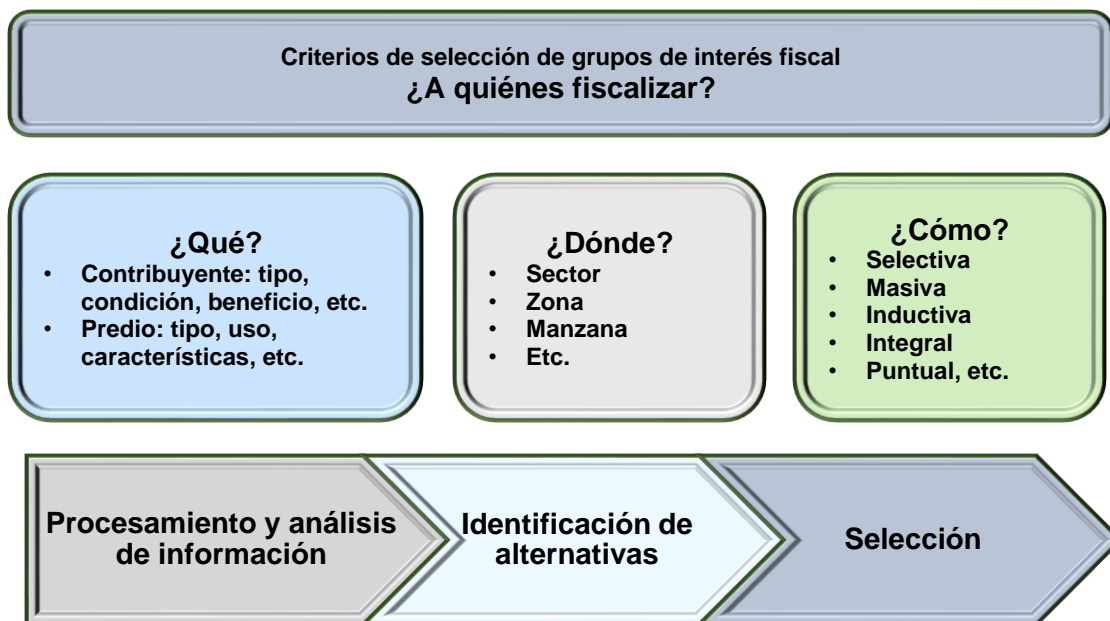 Criterios de selección de grupos de interés fiscal
¿A quiénes fiscalizar?
¿Qué?
• Contribuyente: tipo,
condición, beneficio, etc.
• Predio: tipo, uso,
características, etc.
¿Dónde?
• Sector
• Zona
• Manzana
• Etc.
¿Cómo?
• Selectiva
• Masiva
• Inductiva
• Integral
• Puntual, etc.
Procesamiento y análisis
de información
Identificación de
alternativas
Selección